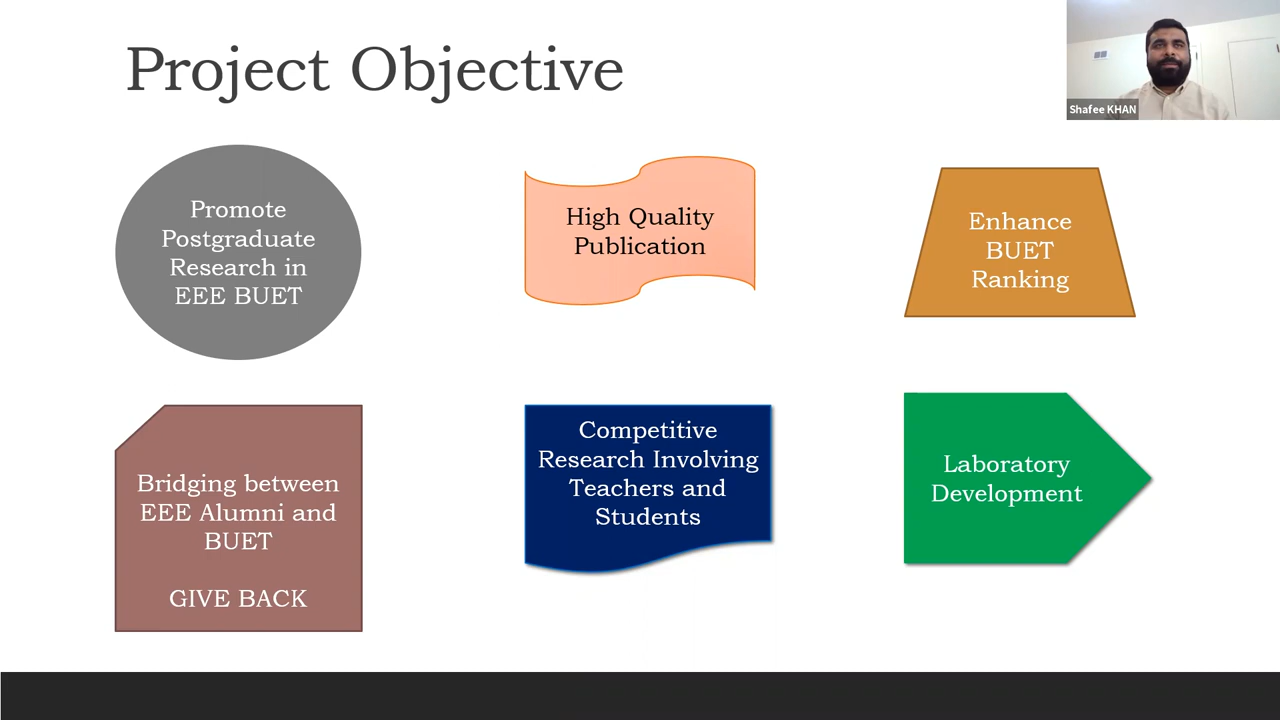 Project Objective
Shafee KHAN
Promote
Postgraduate
Research in
EEE BUET
High Quality
Publication
Enhance
BUET
Ranking
Bridging between
EEE Alumni and
BUET
GIVE BACK
Competitive
Research Involving
Teachers and
Students
Laboratory
Development